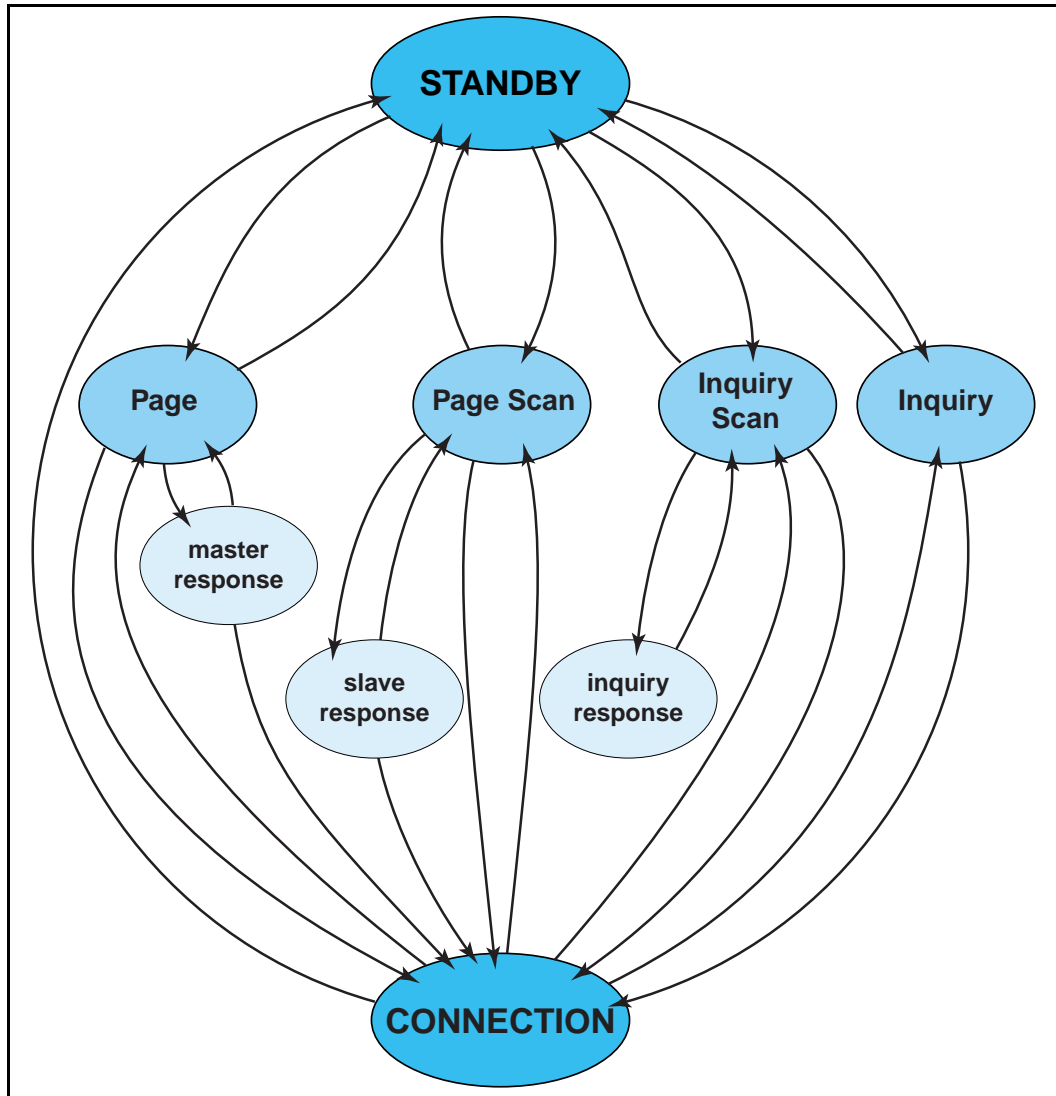 STANDBY
Page
Page Scan
Inquiry
Scan
Inquiry
master
response
slave
response
inquiry
response
CONNECTION